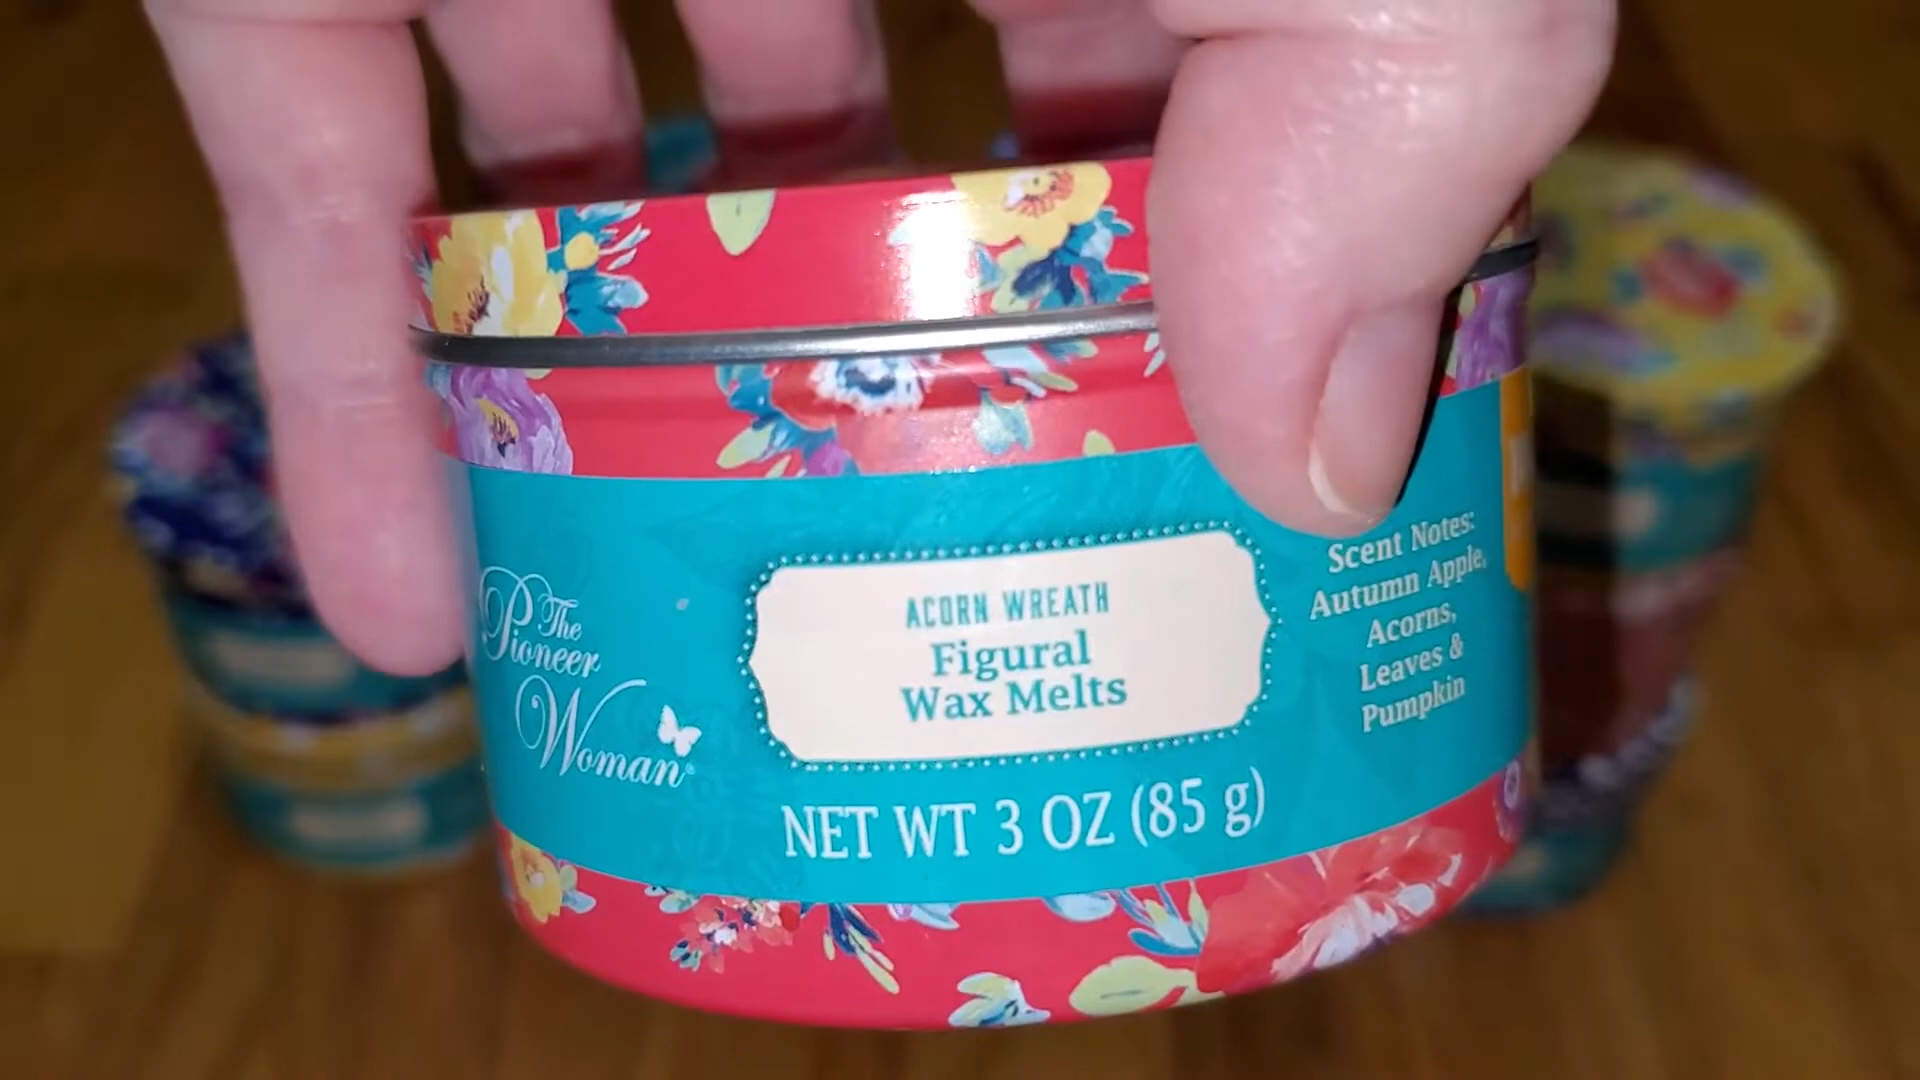 The
Pioneer
Woman
ACORN WREATH
Figural
Wax Melts
NET WT 3 OZ (85 g)
Scent Notes:
Autumn Apple,
Acorns,
Leaves &
Pumpkin